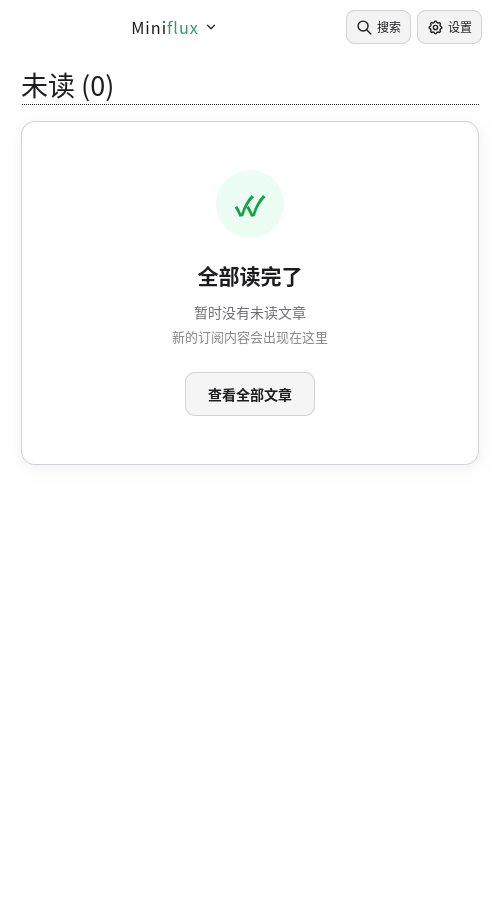 Miniflux
搜索
设置
未读 (0)
全部读完了
暂时没有未读文章
新的订阅内容会出现在这里
查看全部文章